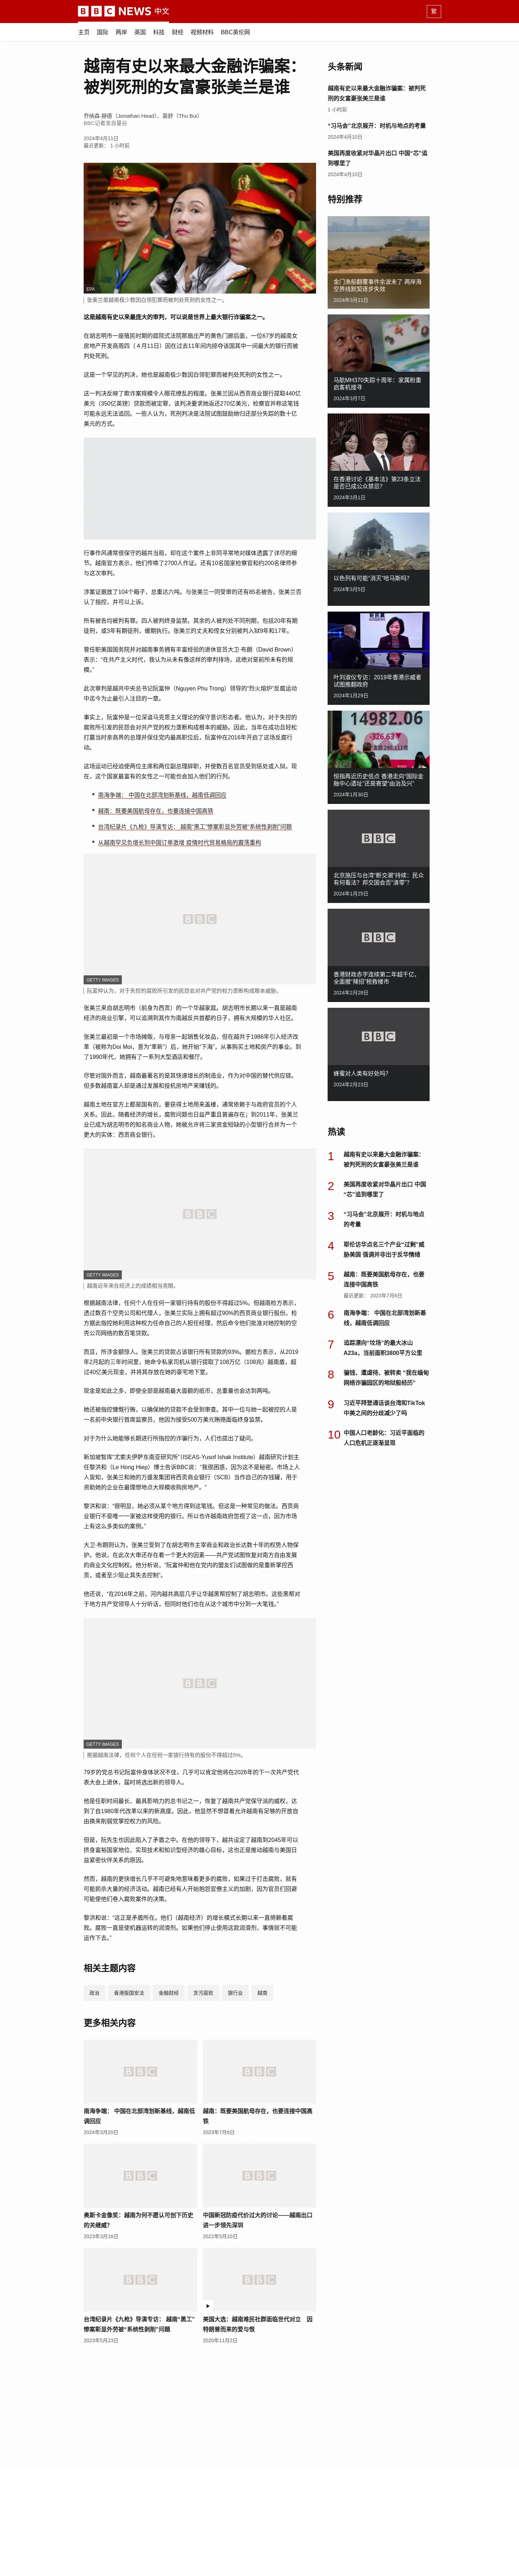 BBC NEWS 中文
繁
主页 国际 两岸 英国 科技 财经 视频材料 BBC英伦网
越南有史以来最大金融诈骗案:
被判死刑的女富豪张美兰是谁
乔纳森·赫德（Jonathan Head），裴舒（Thu Bui）
BBC记者发自曼谷
2024年4月11日
最近更新： 1 小时前
EPA
张美兰是越南极少数因白领犯罪而被判处死刑的女性之一。
这是越南有史以来最庞大的审判，可以说是世界上最大银行诈骗案之一。
在胡志明市一座殖民时期的庭院式法院那扇庄严的黄色门廊后面，一位67岁的越南女
房地产开发商周四（４月11日）因在过去11年间内掠夺该国其中一间最大的银行而被
判处死刑。
这是一个罕见的判决，她也是越南极少数因白领犯罪而被判处死刑的女性之一。
这一判决反映了欺诈案规模令人眼花缭乱的程度。张美兰因从西贡商业银行提取440亿
美元（350亿英镑）贷款而被定罪。该判决要求她返还270亿美元，检察官并称这笔钱
可能永远无法追回。一些人认为，死刑判决是法院试图鼓励她归还部分失踪的数十亿
美元的方式。
行事作风通常很保守的越共当局，却在这个案件上非同寻常地对媒体透露了详尽的细
节。越南官方表示，他们传唤了2700人作证。还有10名国家检察官和约200名律师参
与这次审判。
涉案证据放了104个箱子，总重达六吨。与张美兰一同受审的还有85名被告，张美兰否
认了指控，并可以上诉。
所有被告均被判有罪。四人被判终身监禁。其余的人被判处不同刑期，包括20年有期
徒刑，或3年有期徒刑，缓期执行。张美兰的丈夫和侄女分别被判入狱9年和17年。
曾任职美国国务院并对越南事务拥有丰富经验的退休官员大卫·布朗（David Brown）
表示：“在共产主义时代，我认为从未有像这样的审判排场，这绝对是前所未有的规
模。”
此次审判是越共中央总书记阮富仲（Nguyen Phu Trong）领导的“烈火熔炉”反腐运动
中迄今为止最引人注目的一章。
事实上，阮富仲是一位深谙马克思主义理论的保守意识形态者。他认为，对于失控的
腐败所引发的民怨会对共产党的权力垄断构成根本的威胁。因此，当年在成功且轻松
打赢当时亲商界的总理并保住党内最高职位后，阮富仲在2016年开启了这场反腐行
动。
这场运动已经迫使两位主席和两位副总理辞职，并使数百名官员受到惩处或入狱。现
在，这个国家最富有的女性之一可能也会加入他们的行列。
南海争端： 中国在北部湾划新基线，越南低调回应
越南：既要美国航母存在，也要连接中国高铁
台湾纪录片《九枪》导演专访： 越南“黑工”惨案影显外劳被“系统性剥削”问题
从越南罕见负增长到中国订单激增 疫情时代贸易格局的震荡重构
BBC
GETTY IMAGES
阮富仲认为，对于失控的腐败所引发的民怨会对共产党的权力垄断构成根本威胁。
张美兰来自胡志明市（前身为西贡）的一个华裔家庭。胡志明市长期以来一直是越南
经济的商业引擎，可以追溯到其作为南越反共首都的日子，拥有大规模的华人社区。
张美兰最初是一个市场摊贩，与母亲一起销售化妆品，但在越共于1986年引入经济改
革（被称为Doi Moi，意为“革新”）后，她开始“下海”，从事购买土地和房产的事业。到
了1990年代，她拥有了一系列大型酒店和餐厅。
尽管对国外而言，越南最著名的是其快速增长的制造业，作为对中国的替代供应链。
但多数越南富人却是通过发展和投机房地产来赚钱的。
越南土地在官方上都是国有的，要获得土地用来盖楼，通常依赖于与政府官员的个人
关系。因此，随着经济的增长，腐败问题也日益严重且普遍存在；到2011年，张美兰
已成为胡志明市的知名商业人物，她被允许将三家资金短缺的小型银行合并为一个
更大的实体：西贡商业银行。
BBC
GETTY IMAGES
越南近年来在经济上的成绩相当亮眼。
根据越南法律，任何个人在任何一家银行持有的股份不得超过5%。但越南检方表示，
透过数百个空壳公司和代理人，张美兰实际上拥有超过90%的西贡商业银行股份。检
方据此指控她利用这种权力任命自己的人担任经理，然后命令他们批准对她控制的空
壳公司网络的数百笔贷款。
而且，所涉金额惊人。张美兰的贷款占该银行所有贷款的93%。据检方表示，从2019
年2月起的三年时间里，她命令私家司机从银行提取了108万亿（108兆）越南盾，超
过40亿美元现金，并将其存放在她的豪宅地下室。
现金是如此之多，即使全部是越南最大面额的纸币，总重量也会达到两吨。
她还被指控慷慨行贿，以确保她的贷款不会受到审查。其中一位与她一起被控的人是
一名前中央银行首席监察员，他因为接受500万美元贿赂面临终身监禁。
对于为什么她能够长期进行所指控的诈骗行为，人们也提出了疑问。
新加坡智库“尤索夫伊萨东南亚研究所”（ISEAS-Yusof Ishak Institute）越南研究计划主
任黎洪和（Le Hong Hiep）博士告诉BBC说：“我很困惑，因为这不是秘密。市场上人
人皆知，张美兰和她的万盛发集团将西贡商业银行（SCB）当作自己的存钱罐，用于
资助她的企业在最理想地点大规模收购房地产。”
黎洪和说：“很明显，她必须从某个地方得到这笔钱。但这是一种常见的做法。西贡商
业银行不是唯一一家被这样使用的银行。所以也许越南政府忽视了这一点，因为市场
上有这么多类似的案例。”
大卫·布朗则认为，张美兰受到了在胡志明市主宰商业和政治长达数十年的权势人物保
护。他说，在此次大审还存在着一个更大的因素——共产党试图恢复对南方自由发展
的商业文化控制权。他分析说，“阮富仲和他在党内的盟友们试图做的是重新掌控西
贡，或者至少阻止其失去控制”。
他还说，“在2016年之前，河内越共高层几乎让华越黑帮控制了胡志明市。这些黑帮对
于地方共产党领导人十分听话，但同时他们也在从这个城市中分到一大笔钱。”
BBC
GETTY IMAGES
根据越南法律，任何个人在任何一家银行持有的股份不得超过5%。
79岁的党总书记阮富仲身体状况不佳，几乎可以肯定他将在2026年的下一次共产党代
表大会上退休，届时将选出新的领导人。
他是任职时间最长、最具影响力的总书记之一，恢复了越南共产党保守派的威权，达
到了自1980年代改革以来的新高度。因此，他显然不想冒着允许越南有足够的开放自
由换来削弱党掌控权力的风险。
但是，阮先生也因此陷入了矛盾之中。在他的领导下，越共设定了越南到2045年可以
挤身富裕国家地位、实现技术和知识型经济的雄心目标，这也正是推动越南与美国日
益紧密伙伴关系的原因。
然而，越南的更快增长几乎不可避免地意味着更多的腐败，如果过于打击腐败，就有
可能扼杀大量的经济活动。越南已经有人开始抱怨官僚主义的加剧，因为官员们回避
可能使他们卷入腐败案件的决策。
黎洪和说：“这正是矛盾所在。他们（越南经济）的增长模式长期以来一直倚赖着腐
败。腐败一直是使机器运转的润滑剂。如果他们停止使用这款润滑剂，事情就不可能
运作下去。”
相关主题内容
政治 香港版国安法 金融财经 贪污腐败 银行业 越南
更多相关内容
BBC BBC
南海争端： 中国在北部湾划新基线，越南低
调回应
2024年3月20日
越南：既要美国航母存在，也要连接中国高
铁
2023年7月6日
BBC BBC
奥斯卡金像奖：越南为何不愿认可创下历史
的关继威?
2023年3月16日
中国新冠防疫代价过大的讨论——越南出口
进一步领先深圳
2022年5月10日
BBC BBC
台湾纪录片《九枪》导演专访： 越南“黑工”
惨案影显外劳被“系统性剥削”问题
2023年5月23日
美国大选：越南难民社群面临世代对立 因
特朗普而来的爱与恨
2020年11月2日
头条新闻
越南有史以来最大金融诈骗案：被判死
刑的女富豪张美兰是谁
1 小时前
“习马会”北京展开：时机与地点的考量
2024年4月10日
美国再度收紧对华晶片出口 中国“芯”追
到哪里了
2024年4月10日
特别推荐
金门渔船翻覆事件余波未了 两岸海
空界线默契逐步失效
2024年3月11日
马航MH370失踪十周年：家属盼重
启客机搜寻
2024年3月7日
在香港讨论《基本法》第23条立法
是否已成公众禁忌？
2024年3月1日
以色列有可能“消灭”哈马斯吗？
2024年3月5日
叶刘淑仪专访：2019年香港示威者
试图推翻政府
2024年1月29日
14982.06
-326.63
恒指再近历史低点 香港走向“国际金
融中心遗址”还是寄望“由治及兴”
2024年1月30日
BBC
北京施压与台湾“断交潮”持续：民众
有何看法？邦交国会否“清零”？
2024年1月25日
BBC
香港财政赤字连续第二年超千亿，
全面撤“辣招”救救楼市
2024年2月28日
BBC
蜂蜜对人类有好处吗？
2024年2月23日
热读
1 越南有史以来最大金融诈骗案：
被判死刑的女富豪张美兰是谁
2 美国再度收紧对华晶片出口 中国
“芯”追到哪里了
3 “习马会”北京展开：时机与地点
的考量
4 耶伦访华点名三个产业“过剩”威
胁美国 强调并非出于反华情绪
5 越南：既要美国航母存在，也要
连接中国高铁
最近更新： 2023年7月6日
6 南海争端： 中国在北部湾划新基
线，越南低调回应
7 追踪漂向“坟场”的最大冰山
A23a，当前面积3800平方公里
8 骗钱、遭虐待、被转卖 “我在缅甸
网络诈骗园区的地狱般经历”
9 习近平拜登通话谈台湾和TikTok
中美之间的分歧减少了吗
10 中国人口老龄化：习近平面临的
人口危机正逐渐显现